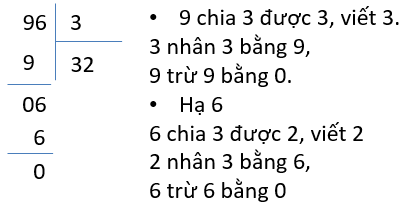 96 3
9 32
06
6
0
• 9 chia 3 được 3, viết 3.
3 nhân 3 bằng 9,
9 trừ 9 bằng 0.
• Hạ 6
6 chia 3 được 2, viết 2
2 nhân 3 bằng 6,
6 trừ 6 bằng 0